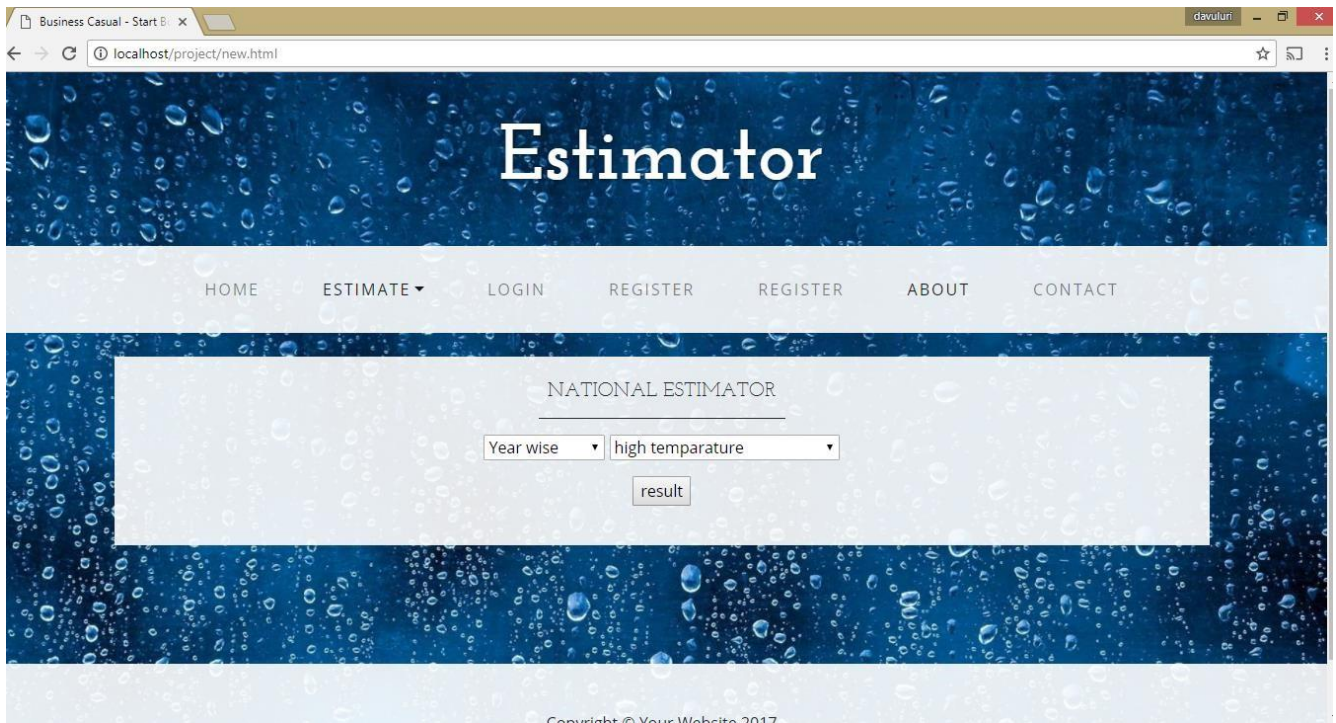 Business Casual - Start B
davuluri
localhost/project/new.html
Estimator
HOME ESTIMATE LOGIN REGISTER REGISTER ABOUT CONTACT
NATIONAL ESTIMATOR
Year wise high temparature
result
Copyright © Your Website 2017